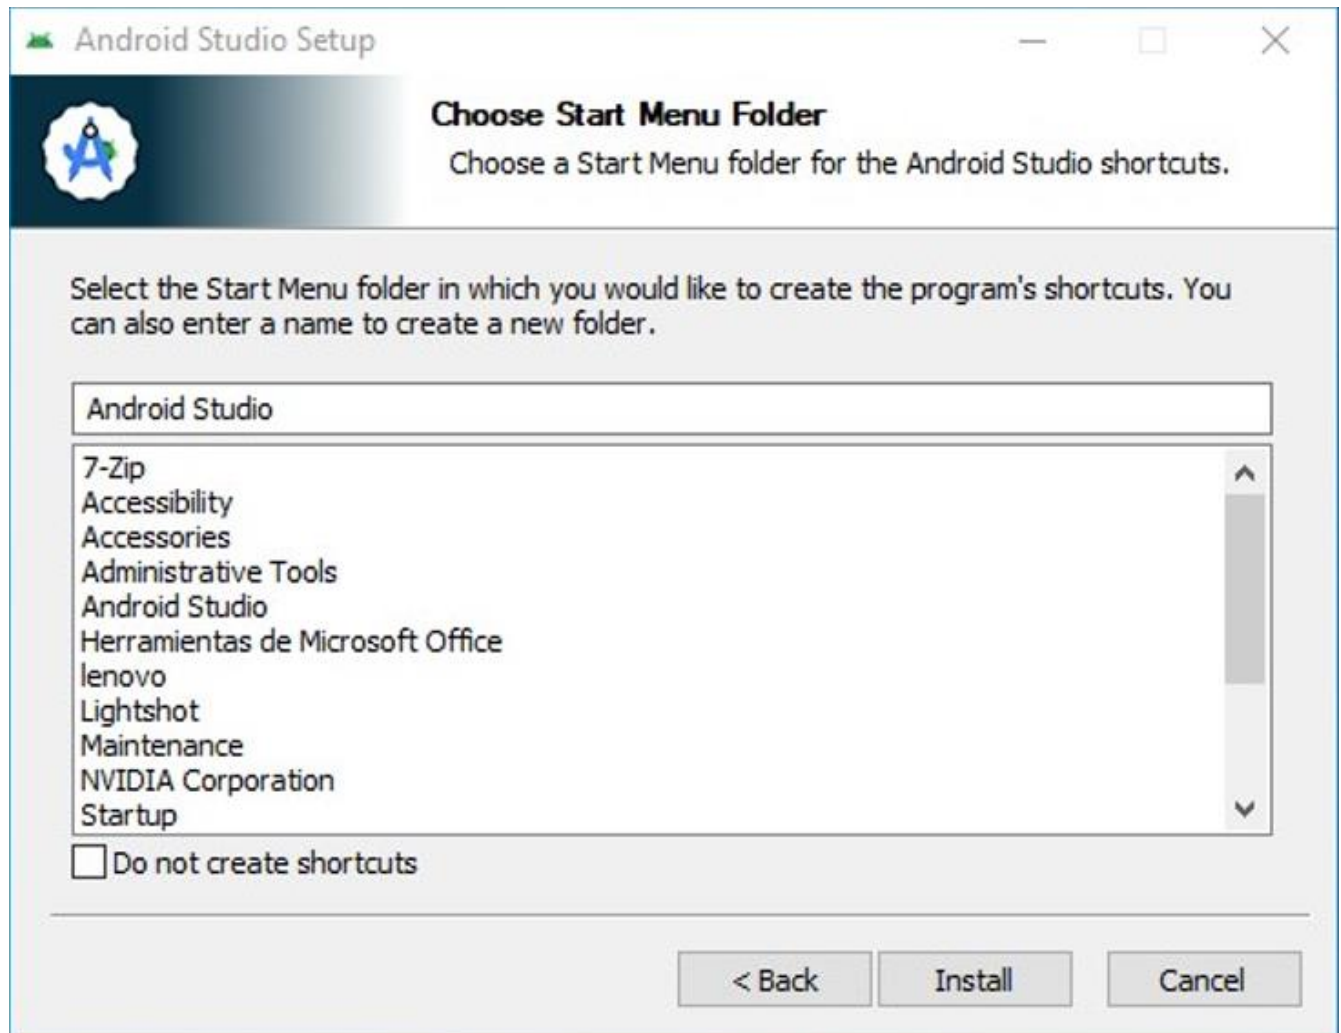 Android Studio Setup
Choose Start Menu Folder
Choose a Start Menu folder for the Android Studio shortcuts.
Select the Start Menu folder in which you would like to create the program's shortcuts. You
can also enter a name to create a new folder.
Android Studio
7-Zip
Accessibility
Accessories
Administrative Tools
Android Studio
Herramientas de Microsoft Office
lenovo
Lightshot
Maintenance
NVIDIA Corporation
Startup
Do not create shortcuts
< Back
Install
Cancel